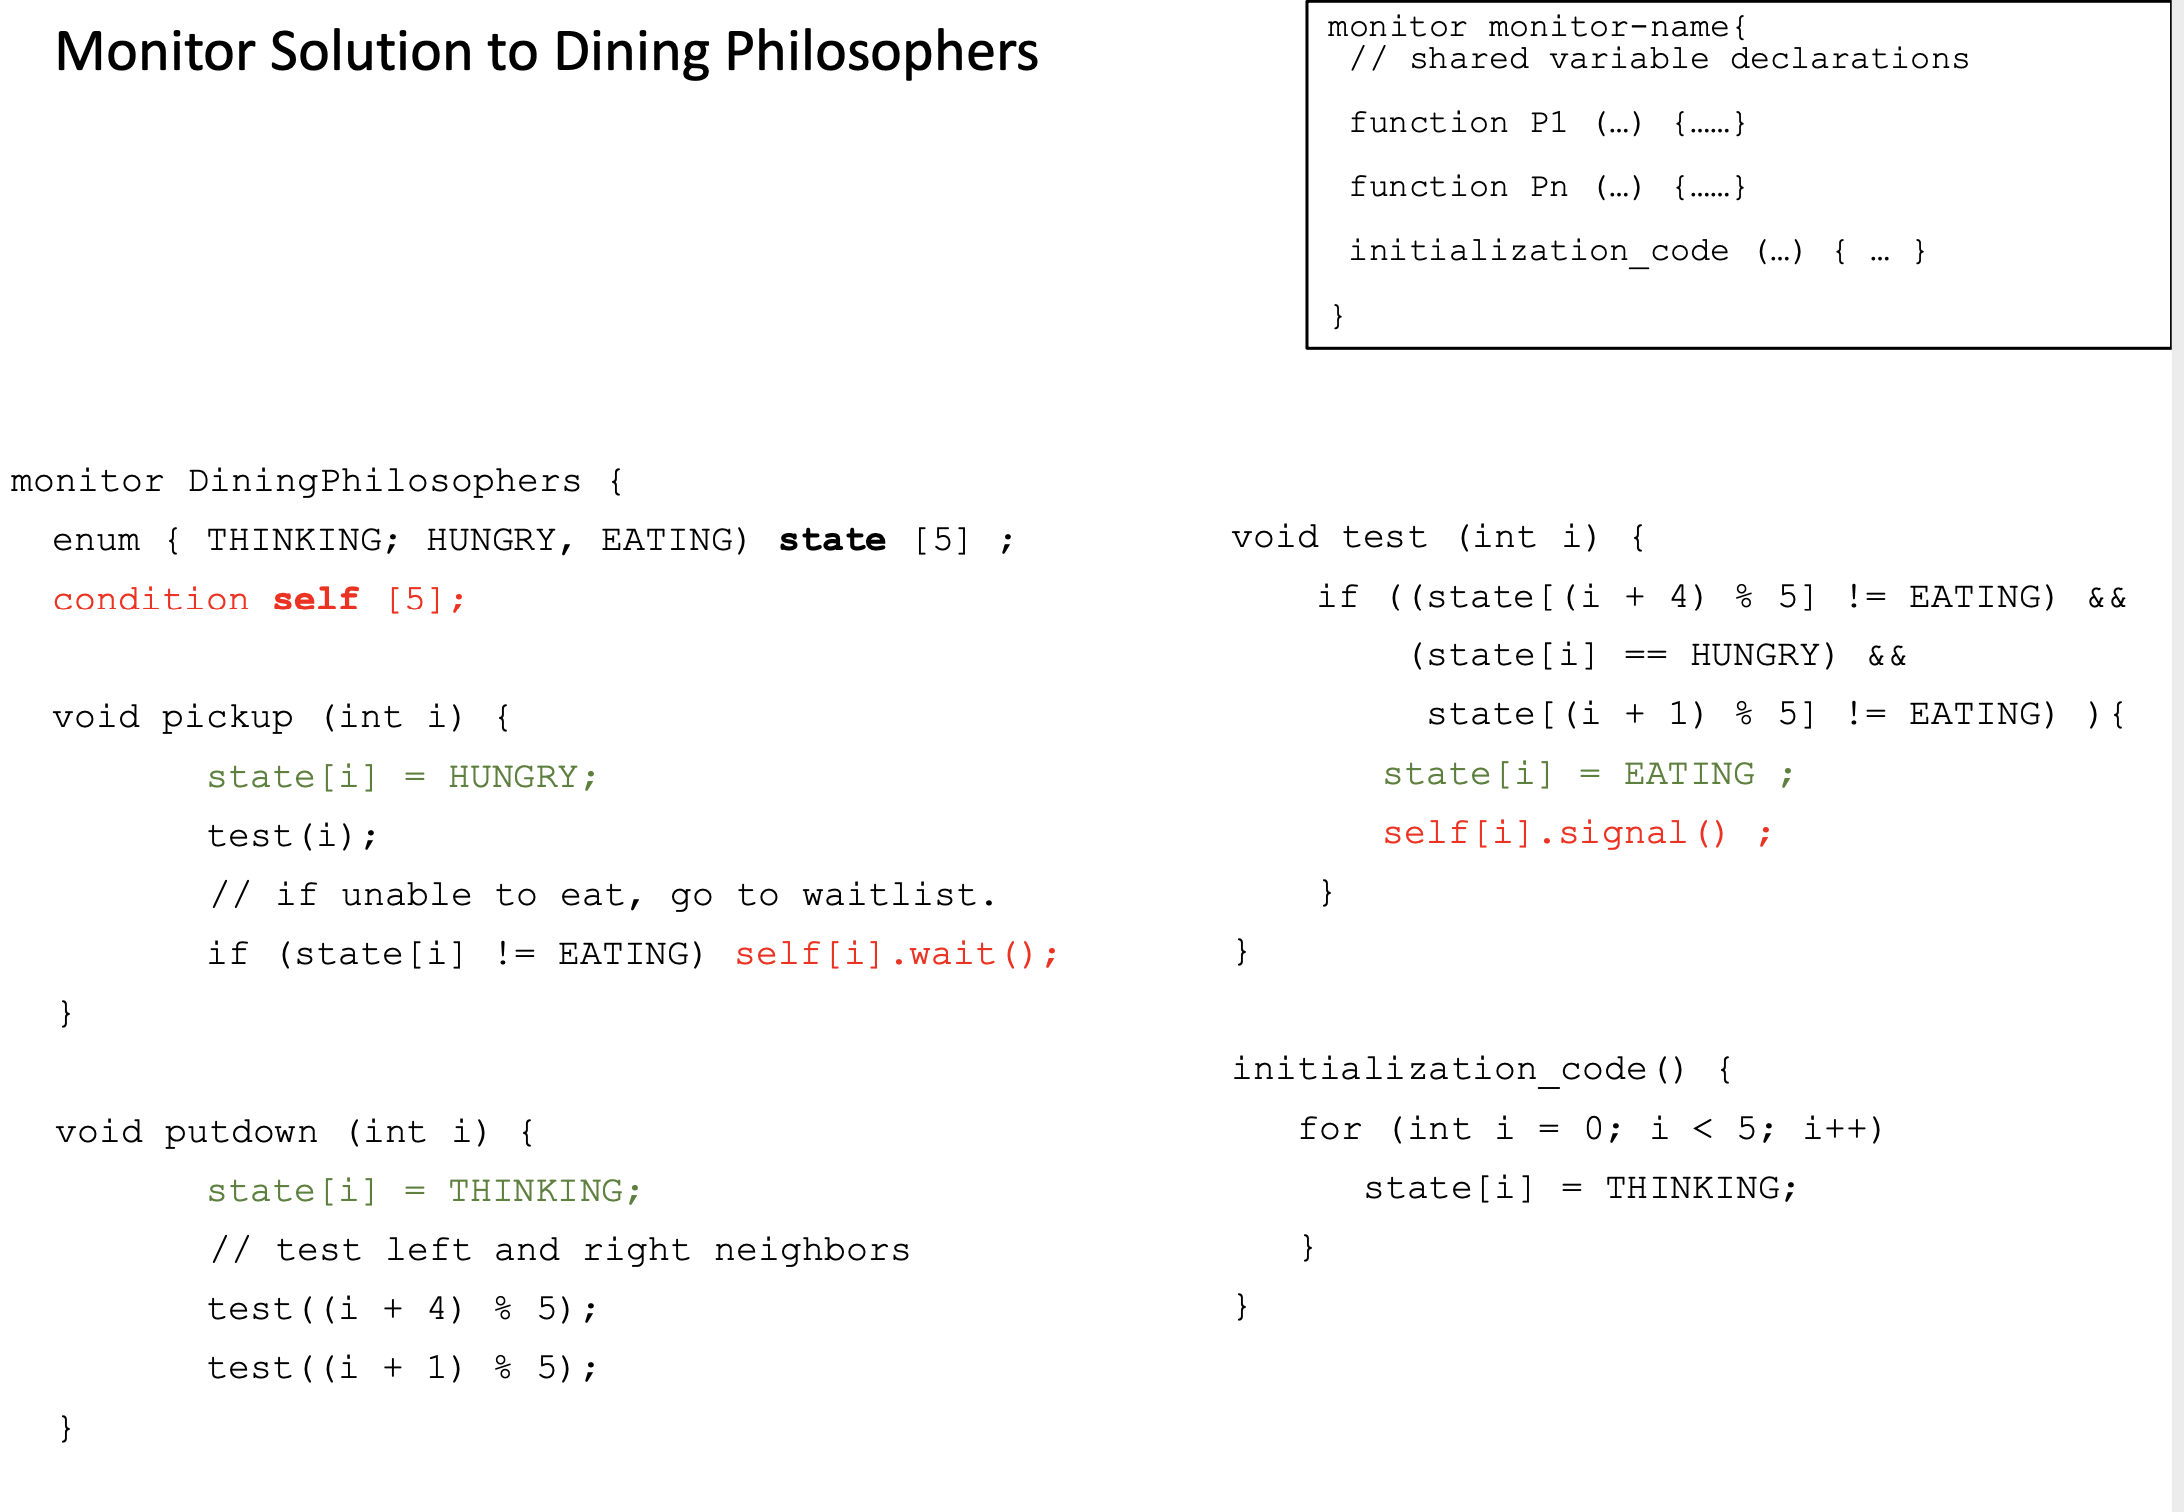 Monitor Solution to Dining Philosophers
monitor monitor-name{
// shared variable declarations
function P1 (…) {……}
function Pn (…) {……}
initialization_code (…) { … }
}
monitor DiningPhilosophers {
enum { THINKING; HUNGRY, EATING) state [5] ;
condition self [5];
void pickup (int i) {
state[i] = HUNGRY;
test(i);
// if unable to eat, go to waitlist.
if (state[i] != EATING) self[i].wait();
}
void putdown (int i) {
state[i] = THINKING;
// test left and right neighbors
test((i + 4) % 5);
test((i + 1) % 5);
}
void test (int i) {
if ((state[(i + 4) % 5] != EATING) &&
(state[i] == HUNGRY) &&
state[(i + 1) % 5] != EATING) ){
state[i] = EATING ;
self[i].signal() ;
}
}
initialization_code() {
for (int i = 0; i < 5; i++)
state[i] = THINKING;
}
}